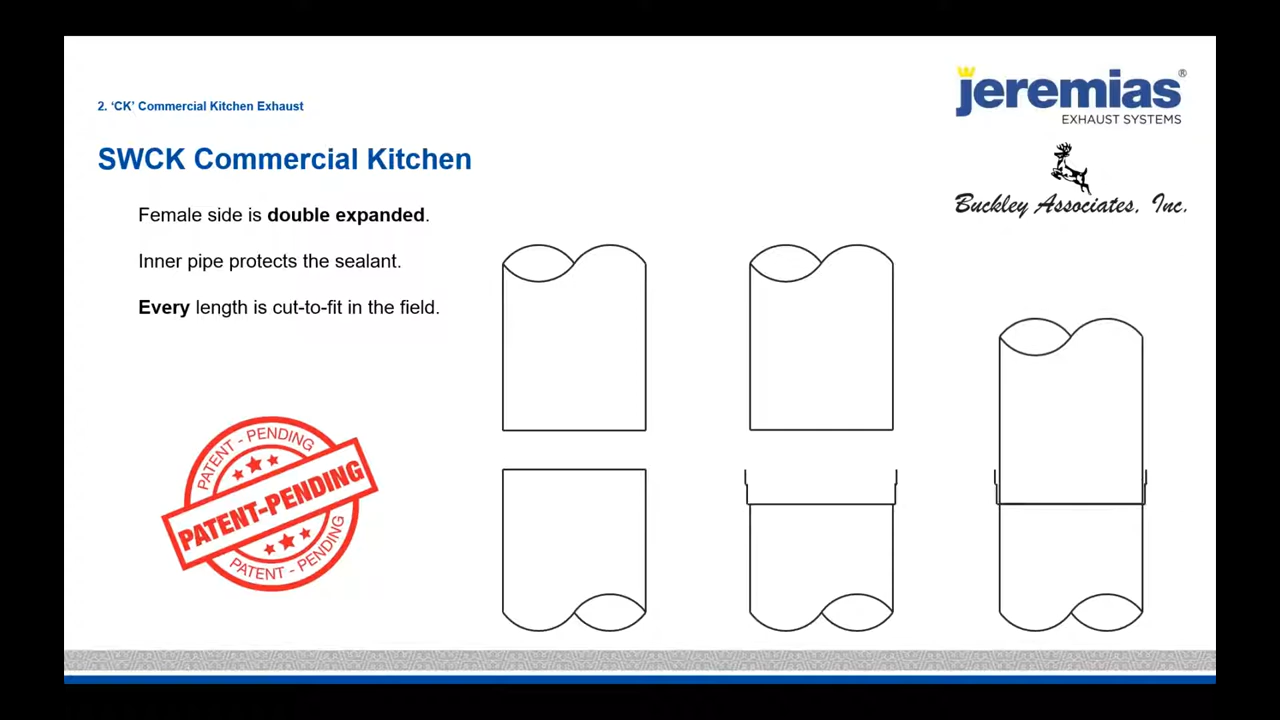 2. ‘CK’ Commercial Kitchen Exhaust
jeremias®
EXHAUST SYSTEMS
SWCK Commercial Kitchen
Buckley Associates, Inc.
Female side is double expanded.
Inner pipe protects the sealant.
Every length is cut-to-fit in the field.
PATENT - PENDING
PATENT-PENDING
PATENT - PENDING